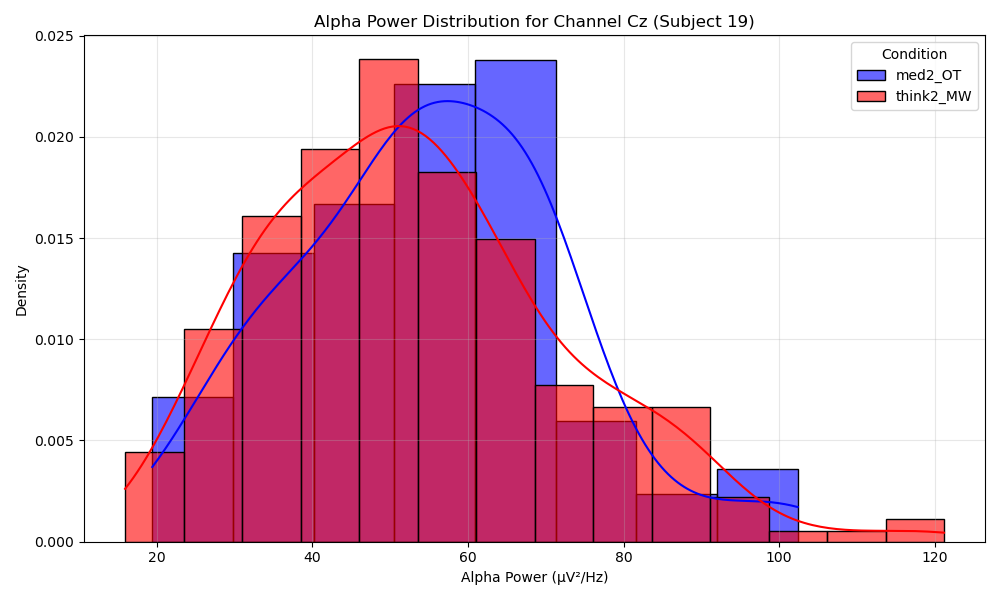 Alpha Power Distribution for Channel Cz (Subject 19)
Condition
med2_OT
think2_MW
Density
0.025
0.020
0.015
0.010
0.005
0.000
20 40 60 80 100 120
Alpha Power (µV²/Hz)